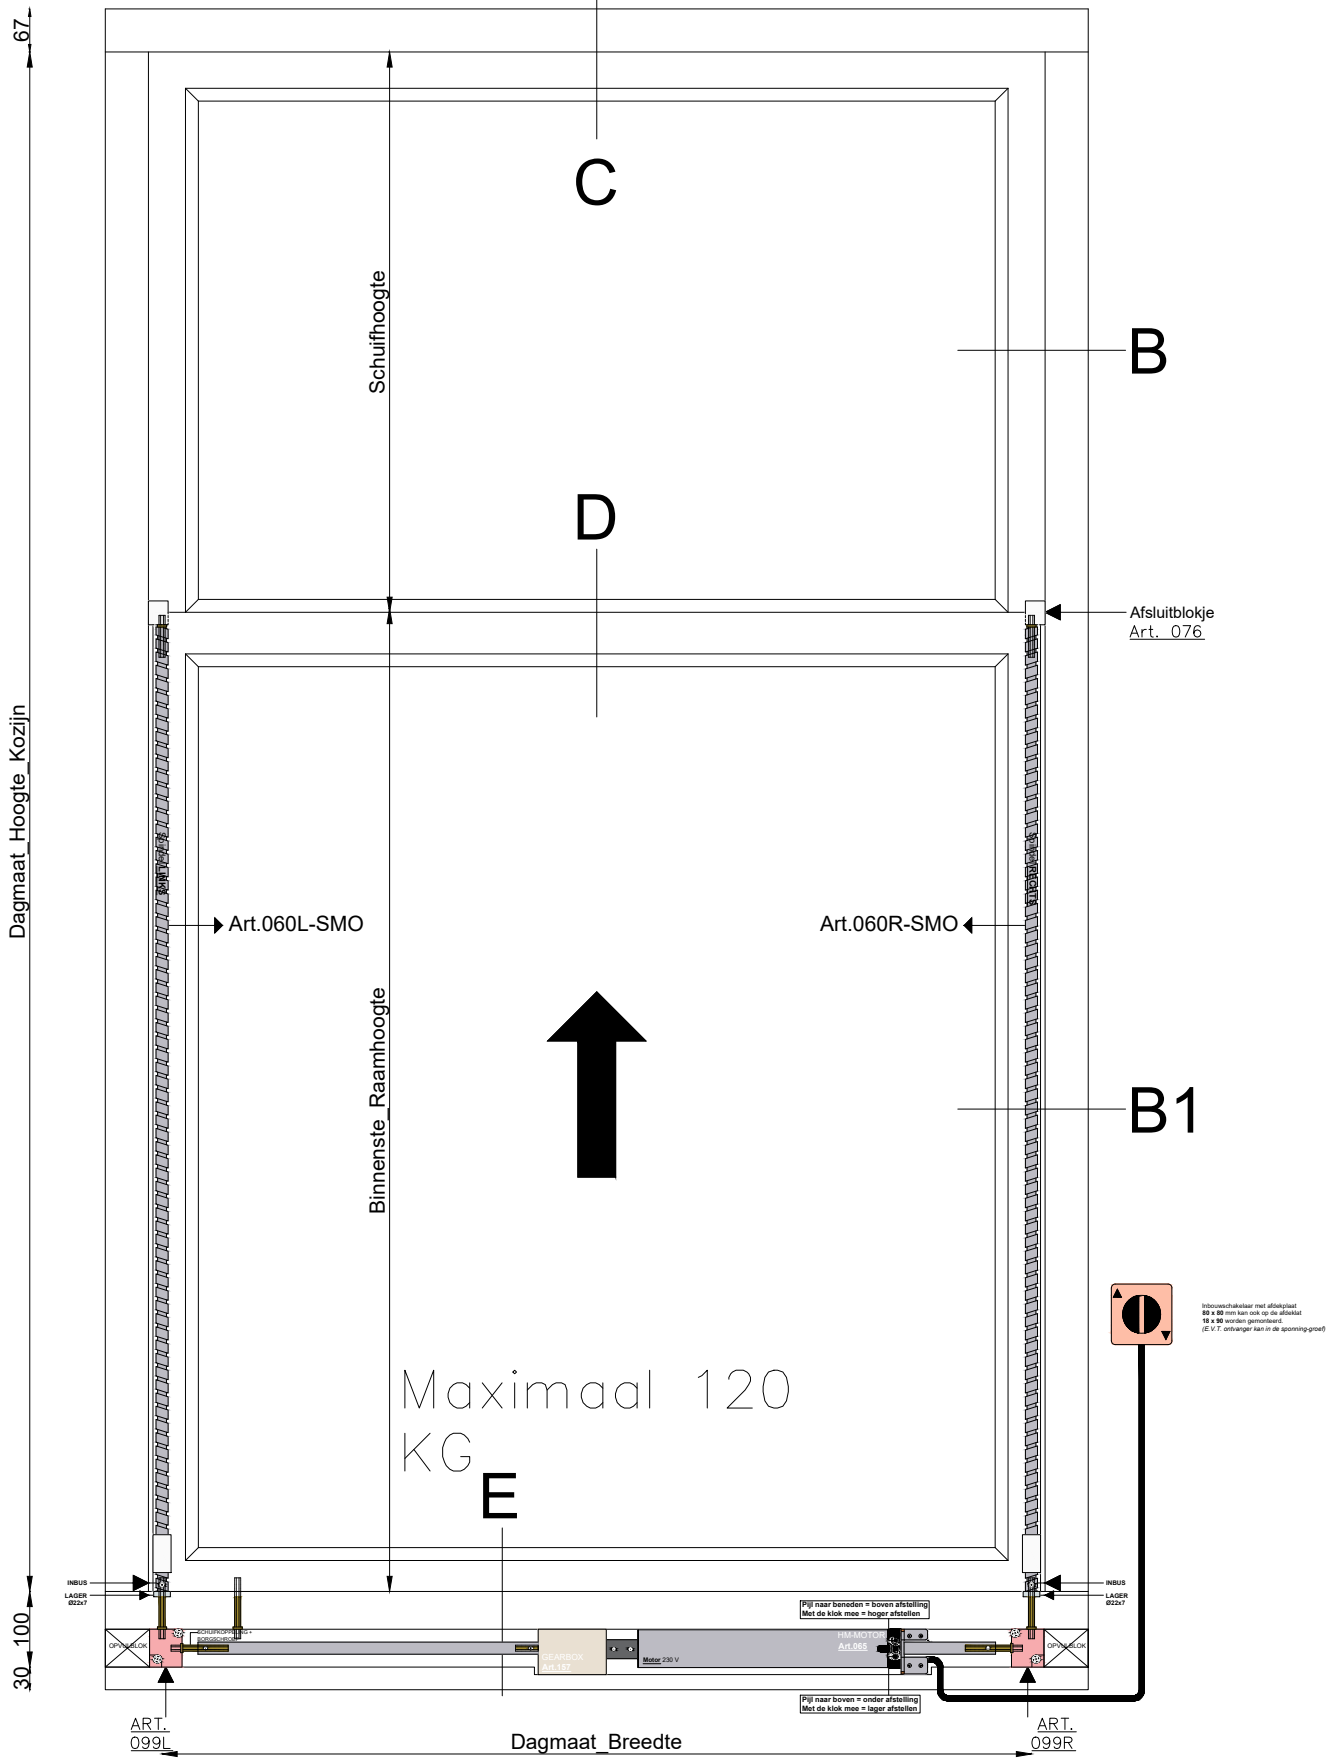 67
C
Schuifhoogte
B
D
Afsluitblokje
Art. 076
Dagmaat_Hoogte_Kozijn
Art.060L-SMO
Art.060R-SMO
Binnenste_Raamhoogte
B1
Inbouwschakelaar met afdekplaat
80 x 80 mm kan ook op de afdeklat
18 x 90 worden gemonteerd.
(E.V.T. ontvanger kan in de sponning-groef)
Maximaal 120
KG
E
INBUS
LAGER
Ø22x7
INBUS
LAGER
Ø22x7
100
30
Pijl naar beneden = boven afstelling
Met de klok mee = hoger afstellen
SCHUIFKOPPELING +
BORGSCHROEF
OPVULBLOK
GEARBOX
Art.187
Motor 230 V
HM-MOTOR
Art.065
OPVULBLOK
Pijl naar boven = onder afstelling
Met de klok mee = lager afstellen
ART.
099L
Dagmaat_Breedte
ART.
099R